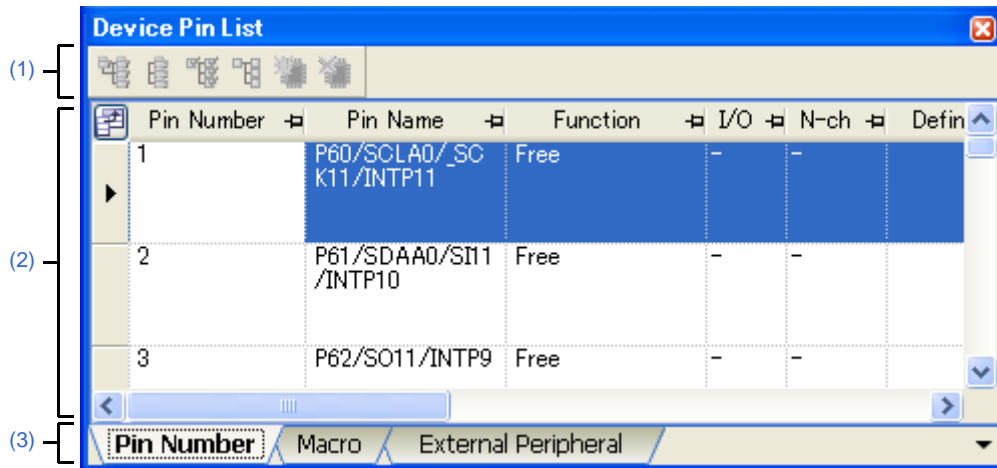 Device Pin List
(1)
Pin Number Pin Name Function I/O N-ch Defin
1 P60/SCLA0/_SC Free - -
K11/INTP11
(2)
2 P61/SDAA0/SI11 Free - -
/INTP10
3 P62/SO11/INTP9 Free - -
(3)
Pin Number Macro External Peripheral